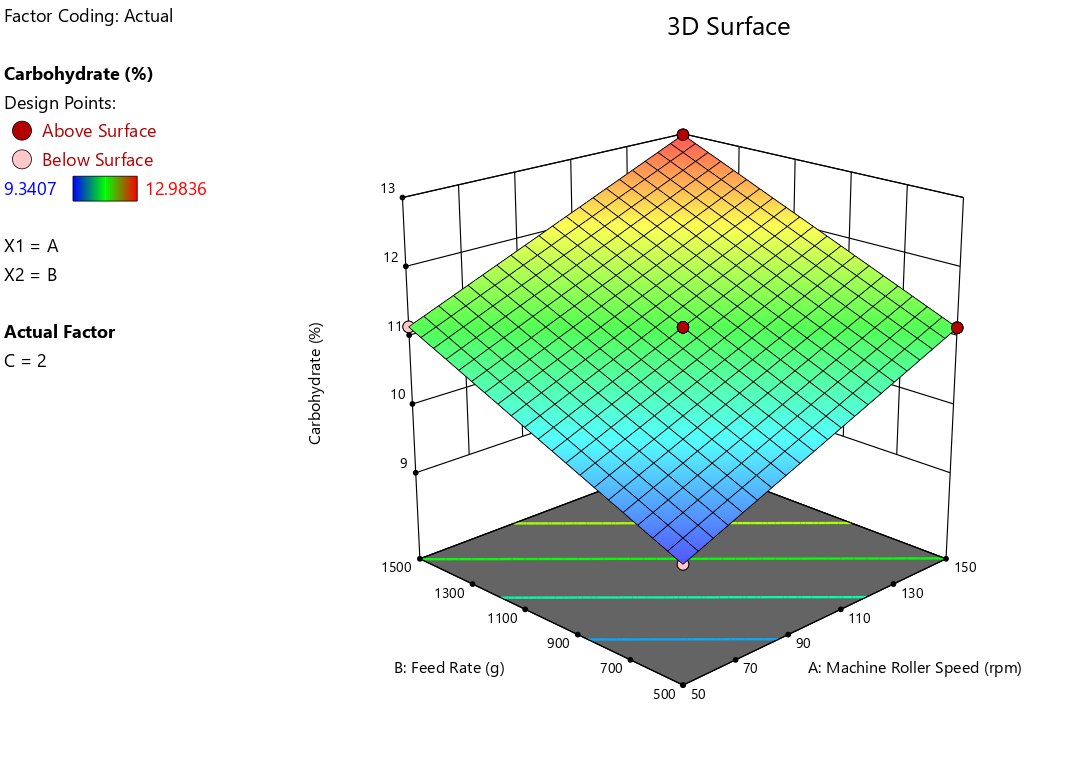 Factor Coding: Actual
3D Surface
Carbohydrate (%)
Design Points:
Above Surface
Below Surface
9.3407 12.9836
X1 = A
X2 = B
Actual Factor
C = 2
13
12
11
10
9
Carbohydrate (%)
1500
1300
1100
900
700
500
B: Feed Rate (g)
50
70
90
110
130
150
A: Machine Roller Speed (rpm)